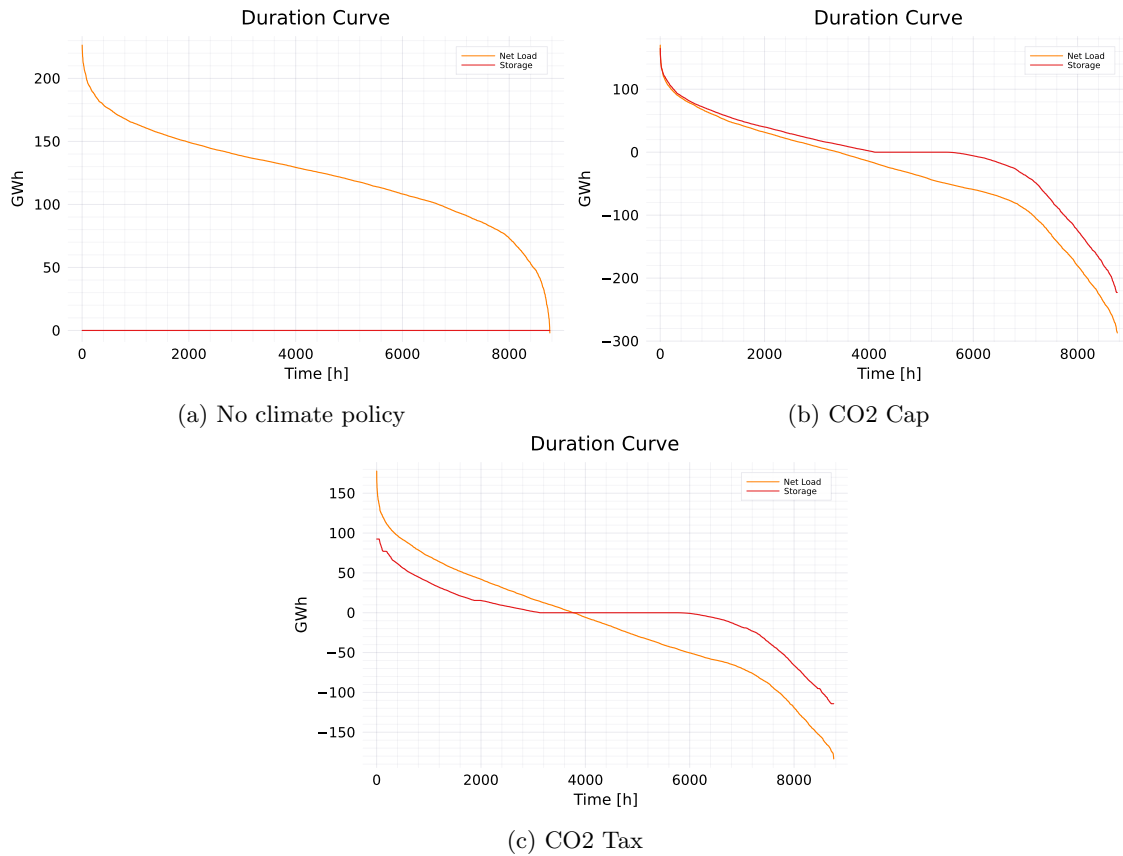 Duration Curve
Net Load
Storage
GWh
200
150
100
50
0
0
2000
4000
6000
8000
Time [h]
(a) No climate policy
Duration Curve
Net Load
Storage
GWh
100
0
−100
−200
−300
0
2000
4000
6000
8000
Time [h]
(b) CO2 Cap
Duration Curve
Net Load
Storage
GWh
150
100
50
0
−50
−100
−150
0
2000
4000
6000
8000
Time [h]
(c) CO2 Tax